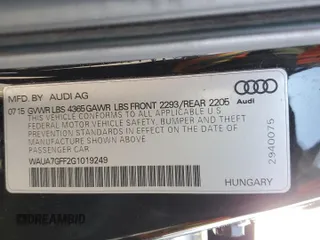 MFD. BY AUDI AG
07 15 GVWR LBS 4365 GAWR LBS FRONT 2293/REAR 2205
THIS VEHICLE CONFORMS TO ALL APPLICABLE U.S.
FEDERAL MOTOR VEHICLE SAFETY, BUMPER, AND
THEFT PREVENTION STANDARDS IN EFFECT ON
THE DATE OF MANUFACTURE SHOWN ABOVE
PASSENGER CAR
WAUA7GFF2G1019249
HUNGARY
Audi
2940075
DREAMBID